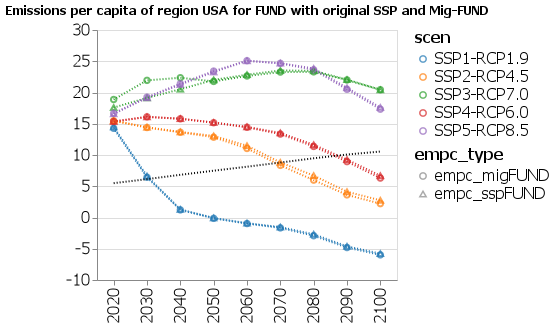 Emissions per capita of region USA for FUND with original SSP and Mig-FUND
30
25
20
15
10
5
0
-5
-10
2020
2030
2040
2050
2060
2070
2080
2090
2100
scen
SSP1-RCP1.9
SSP2-RCP4.5
SSP3-RCP7.0
SSP4-RCP6.0
SSP5-RCP8.5
empc_type
empc_migFUND
empc_sspFUND